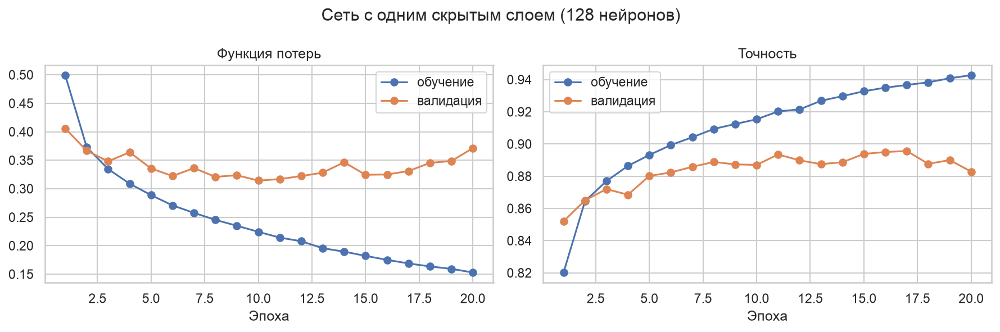 Сеть с одним скрытым слоем (128 нейронов)
Функция потерь
0.50
0.45
0.40
0.35
0.30
0.25
0.20
0.15
обучение
валидация
2.5 5.0 7.5 10.0 12.5 15.0 17.5 20.0
Эпоха
Точность
0.94
0.92
0.90
0.88
0.86
0.84
0.82
обучение
валидация
2.5 5.0 7.5 10.0 12.5 15.0 17.5 20.0
Эпоха